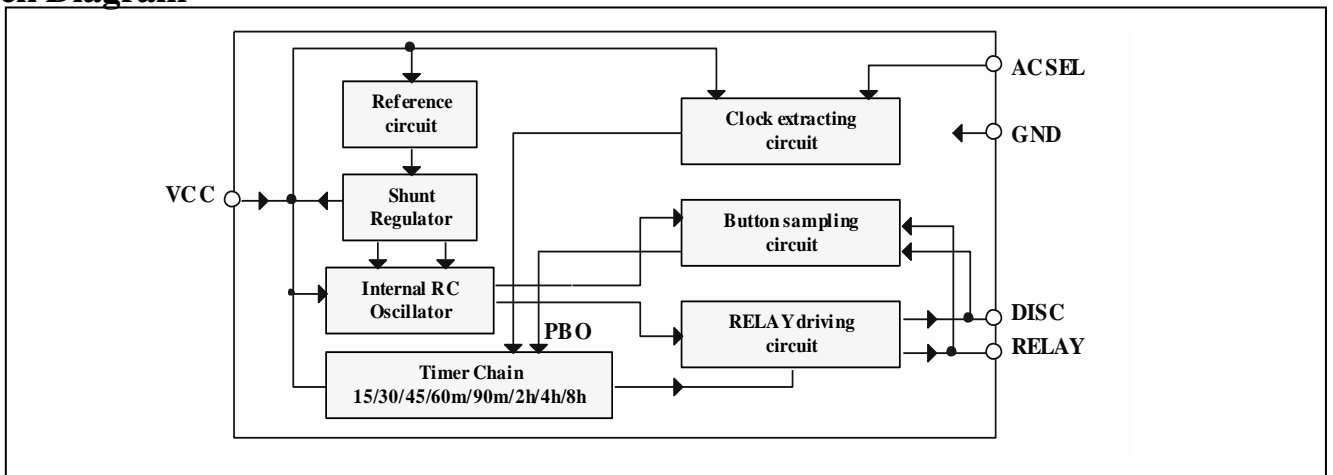 Diagram
ACSEL
Reference
circuit
Clock extracting
circuit
GND
VCC
Shunt
Regulator
Button sampling
circuit
Internal RC
Oscillator
PBO
RELAY driving
circuit
DISC
RELAY
Timer Chain
15/30/45/60m/90m/2h/4h/8h